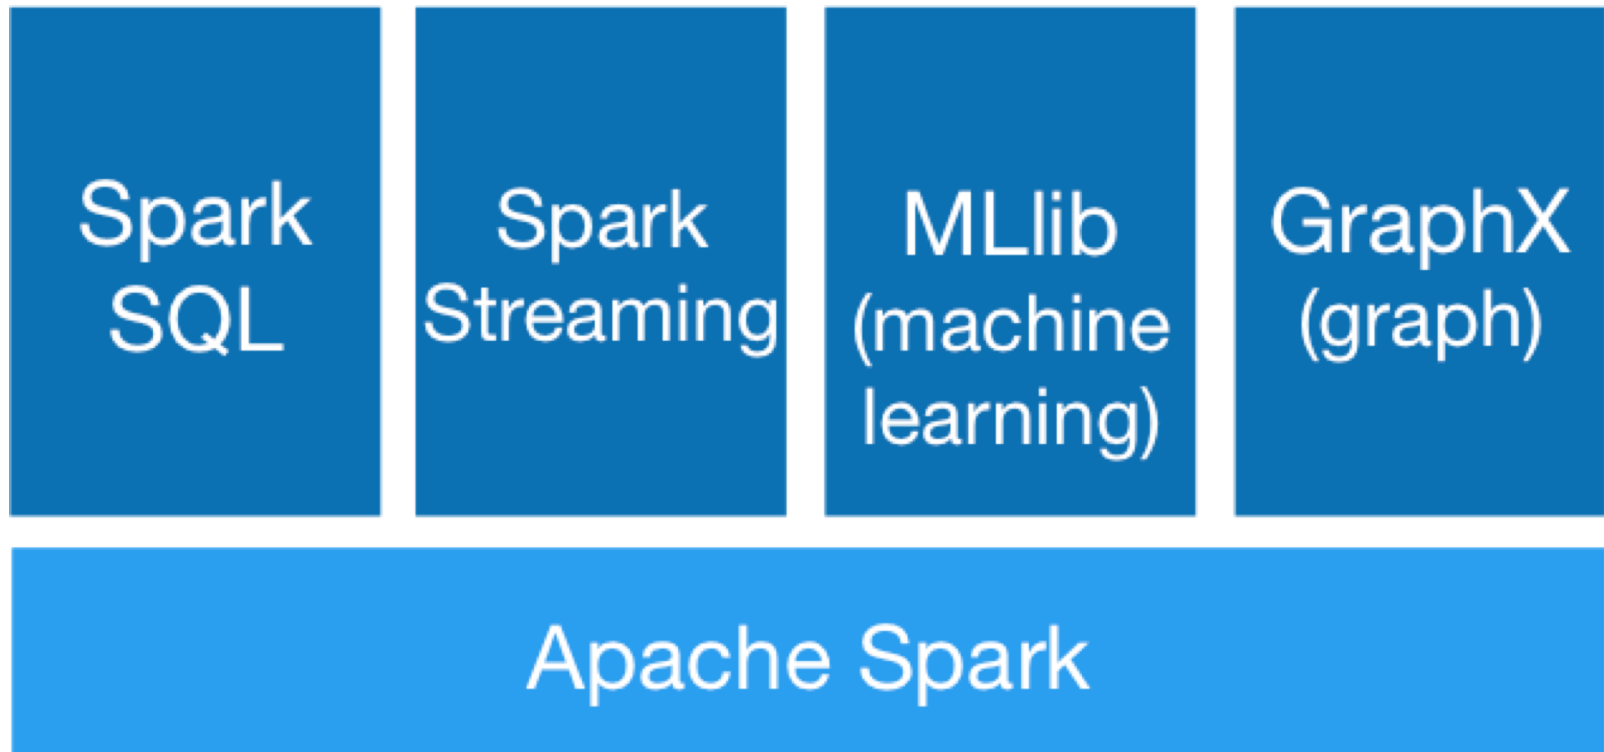 Spark
SQL
Spark
Streaming
MLlib
(machine
learning)
GraphX
(graph)
Apache Spark